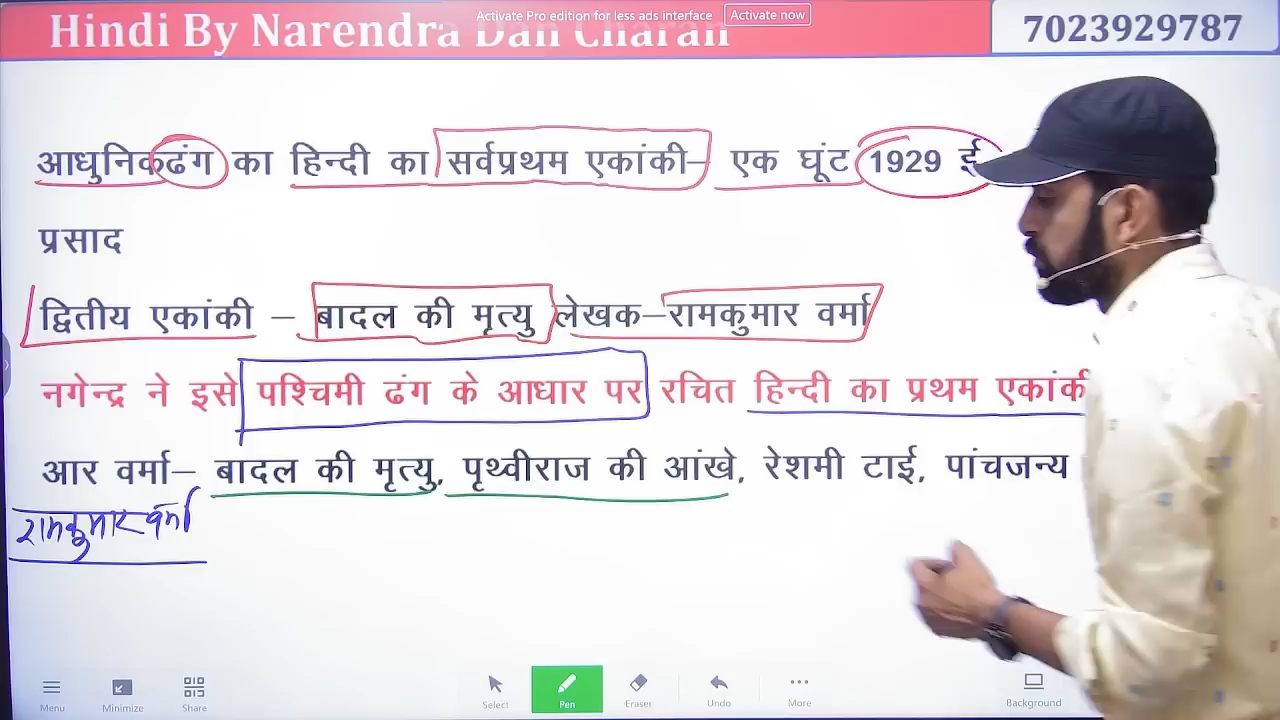 Activate Pro edition for less ads interface Activate now
Hindi By Narendra Dan Charan 7023929787
आधुनिक ढंग का हिन्दी का सर्वप्रथम एकांकी– एक घूंट 1929 ई
प्रसाद
द्वितीय एकांकी – बादल की मृत्यु लेखक–रामकुमार वर्मा
नगेन्द्र ने इसे पश्चिमी ढंग के आधार पर रचित हिन्दी का प्रथम एकांकी
आर वर्मा– बादल की मृत्यु, पृथ्वीराज की आंखे, रेशमी टाई, पांचजन्य
रामकुमार वर्मा
Menu Minimize Share Select Pen Eraser Undo More Background